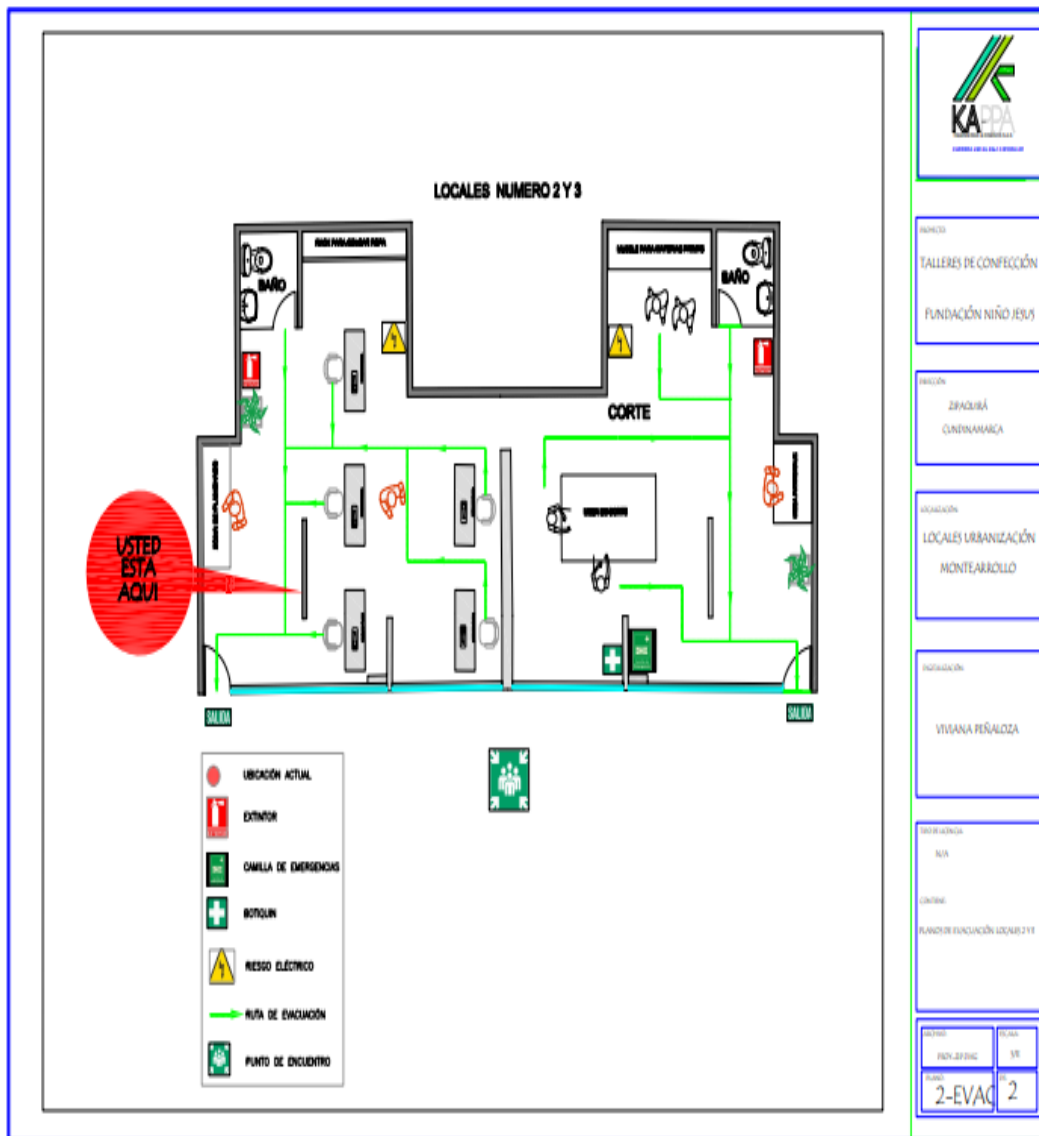 LOCALES NUMERO 2 Y 3
BAÑO
BAÑO
CORTE
USTED
ESTA
AQUI
SALIDA
SALIDA
UBICACIÓN ACTUAL
EXTINTOR
CAMILLA DE EMERGENCIAS
BOTIQUIN
RIESGO ELÉCTRICO
RUTA DE EVACUACIÓN
PUNTO DE ENCUENTRO
KAPPA
TALLERES DE CONFECCIÓN
FUNDACIÓN NIÑO JESUS
ZIPAQUIRÁ
CUNDINAMARCA
LOCALES URBANIZACIÓN
MONTEARROLLO
VIVIANA PEÑALOZA
N/A
PLANOS DE EVACUACIÓN LOCALES 2 Y 3
2-EVAC
2